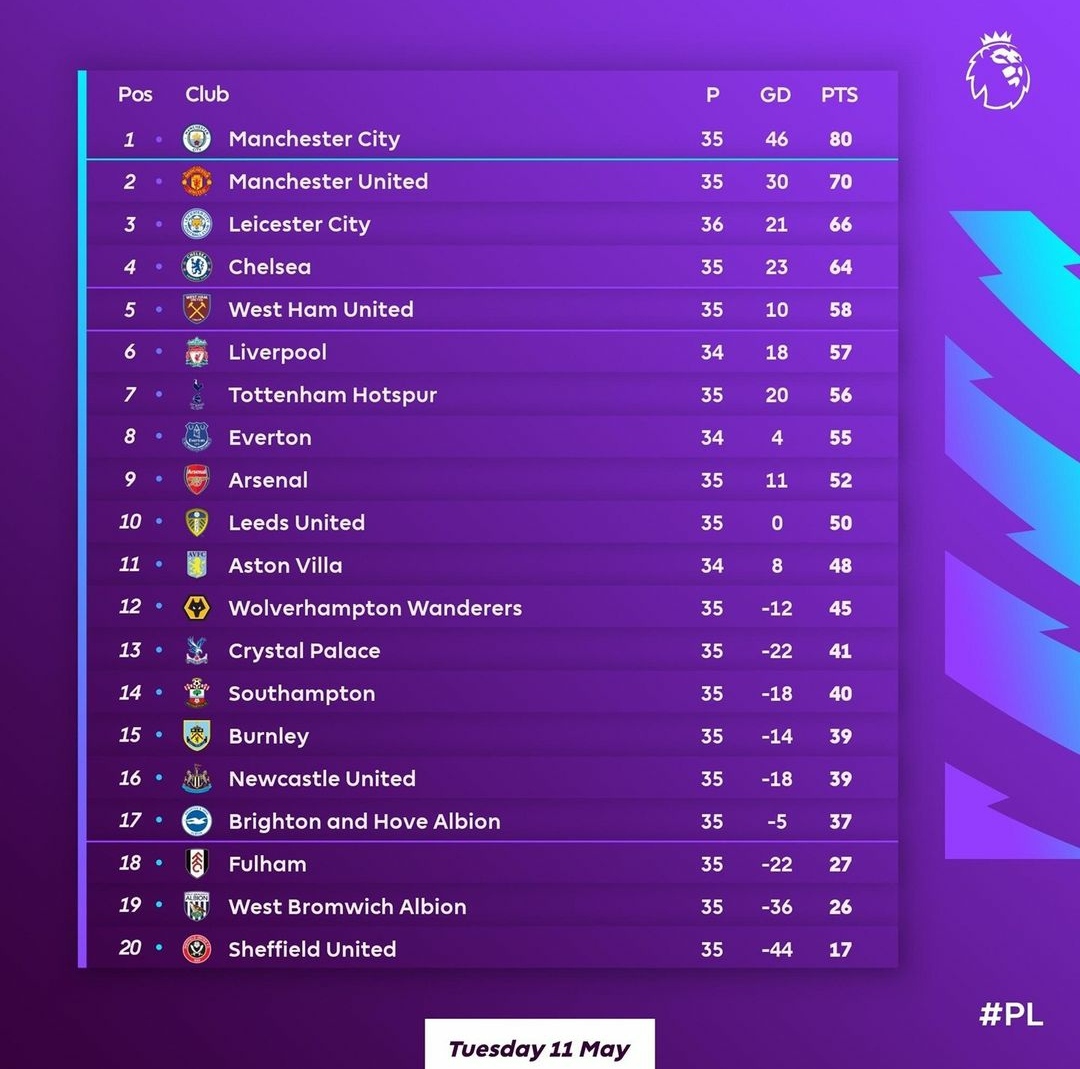 Pos Club P GD PTS
1 • Manchester City 35 46 80
2 • Manchester United 35 30 70
3 • Leicester City 36 21 66
4 • Chelsea 35 23 64
5 • West Ham United 35 10 58
6 • Liverpool 34 18 57
7 • Tottenham Hotspur 35 20 56
8 • Everton 34 4 55
9 • Arsenal 35 11 52
10 • Leeds United 35 0 50
11 • Aston Villa 34 8 48
12 • Wolverhampton Wanderers 35 -12 45
13 • Crystal Palace 35 -22 41
14 • Southampton 35 -18 40
15 • Burnley 35 -14 39
16 • Newcastle United 35 -18 39
17 • Brighton and Hove Albion 35 -5 37
18 • Fulham 35 -22 27
19 • West Bromwich Albion 35 -36 26
20 • Sheffield United 35 -44 17
#PL
Tuesday 11 May